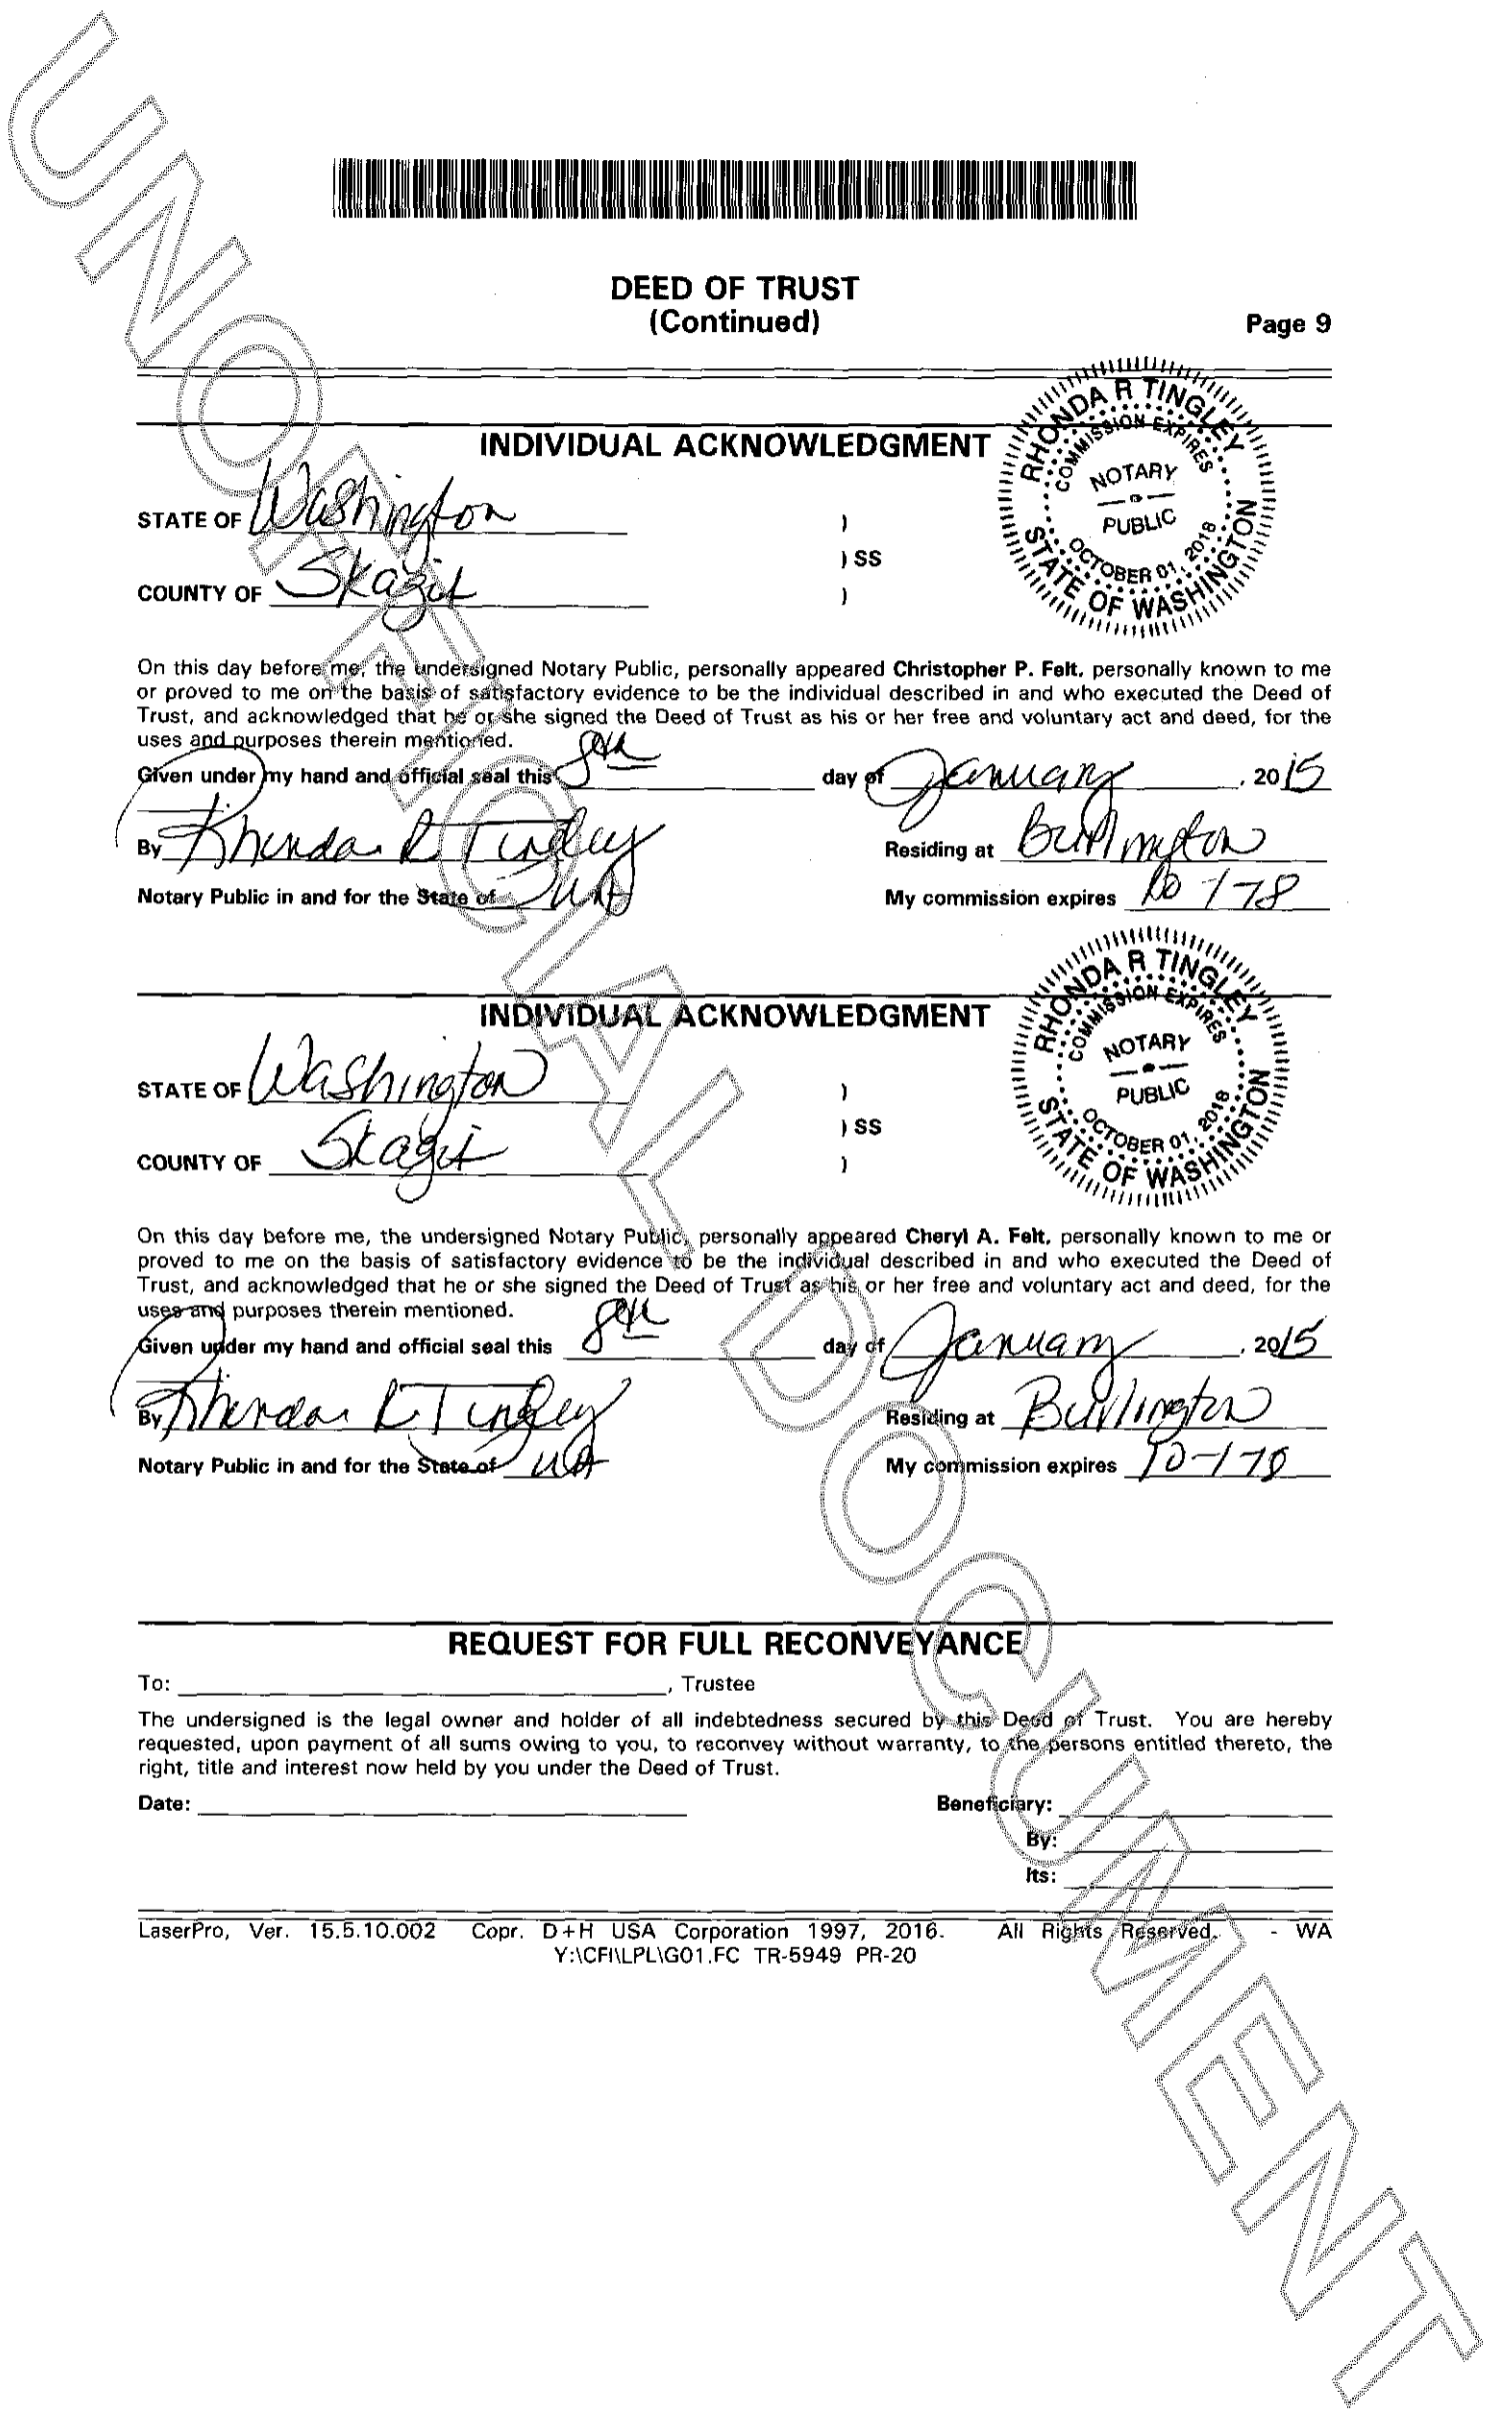 DEED OF TRUST
(Continued)
Page 9
INDIVIDUAL ACKNOWLEDGMENT
RHONDA R TINGLEY
COMMISSION EXPIRES
NOTARY
PUBLIC
OCTOBER 01, 2018
STATE OF WASHINGTON
STATE OF Washington )
) SS
COUNTY OF Skagit )
On this day before me, the undersigned Notary Public, personally appeared Christopher P. Felt, personally known to me
or proved to me on the basis of satisfactory evidence to be the individual described in and who executed the Deed of
Trust, and acknowledged that he or she signed the Deed of Trust as his or her free and voluntary act and deed, for the
uses and purposes therein mentioned.
Given under my hand and official seal this 8th day of January, 2015
By Rhonda R Tingley Residing at Burlington
Notary Public in and for the State of WA My commission expires 10-1-18
INDIVIDUAL ACKNOWLEDGMENT
RHONDA R TINGLEY
COMMISSION EXPIRES
NOTARY
PUBLIC
OCTOBER 01, 2018
STATE OF WASHINGTON
STATE OF Washington )
) SS
COUNTY OF Skagit )
On this day before me, the undersigned Notary Public, personally appeared Cheryl A. Felt, personally known to me or
proved to me on the basis of satisfactory evidence to be the individual described in and who executed the Deed of
Trust, and acknowledged that he or she signed the Deed of Trust as his or her free and voluntary act and deed, for the
uses and purposes therein mentioned.
Given under my hand and official seal this 8th day of January, 2015
By Rhonda R Tingley Residing at Burlington
Notary Public in and for the State of WA My commission expires 10-1-18
REQUEST FOR FULL RECONVEYANCE
To: , Trustee
The undersigned is the legal owner and holder of all indebtedness secured by this Deed of Trust. You are hereby
requested, upon payment of all sums owing to you, to reconvey without warranty, to the persons entitled thereto, the
right, title and interest now held by you under the Deed of Trust.
Date: Beneficiary:
By:
Its:
LaserPro, Ver. 15.5.10.002 Copr. D+H USA Corporation 1997, 2016. All Rights Reserved. - WA
Y:\CFI\LPL\G01.FC TR-5949 PR-20
UNOFFICIAL DOCUMENT